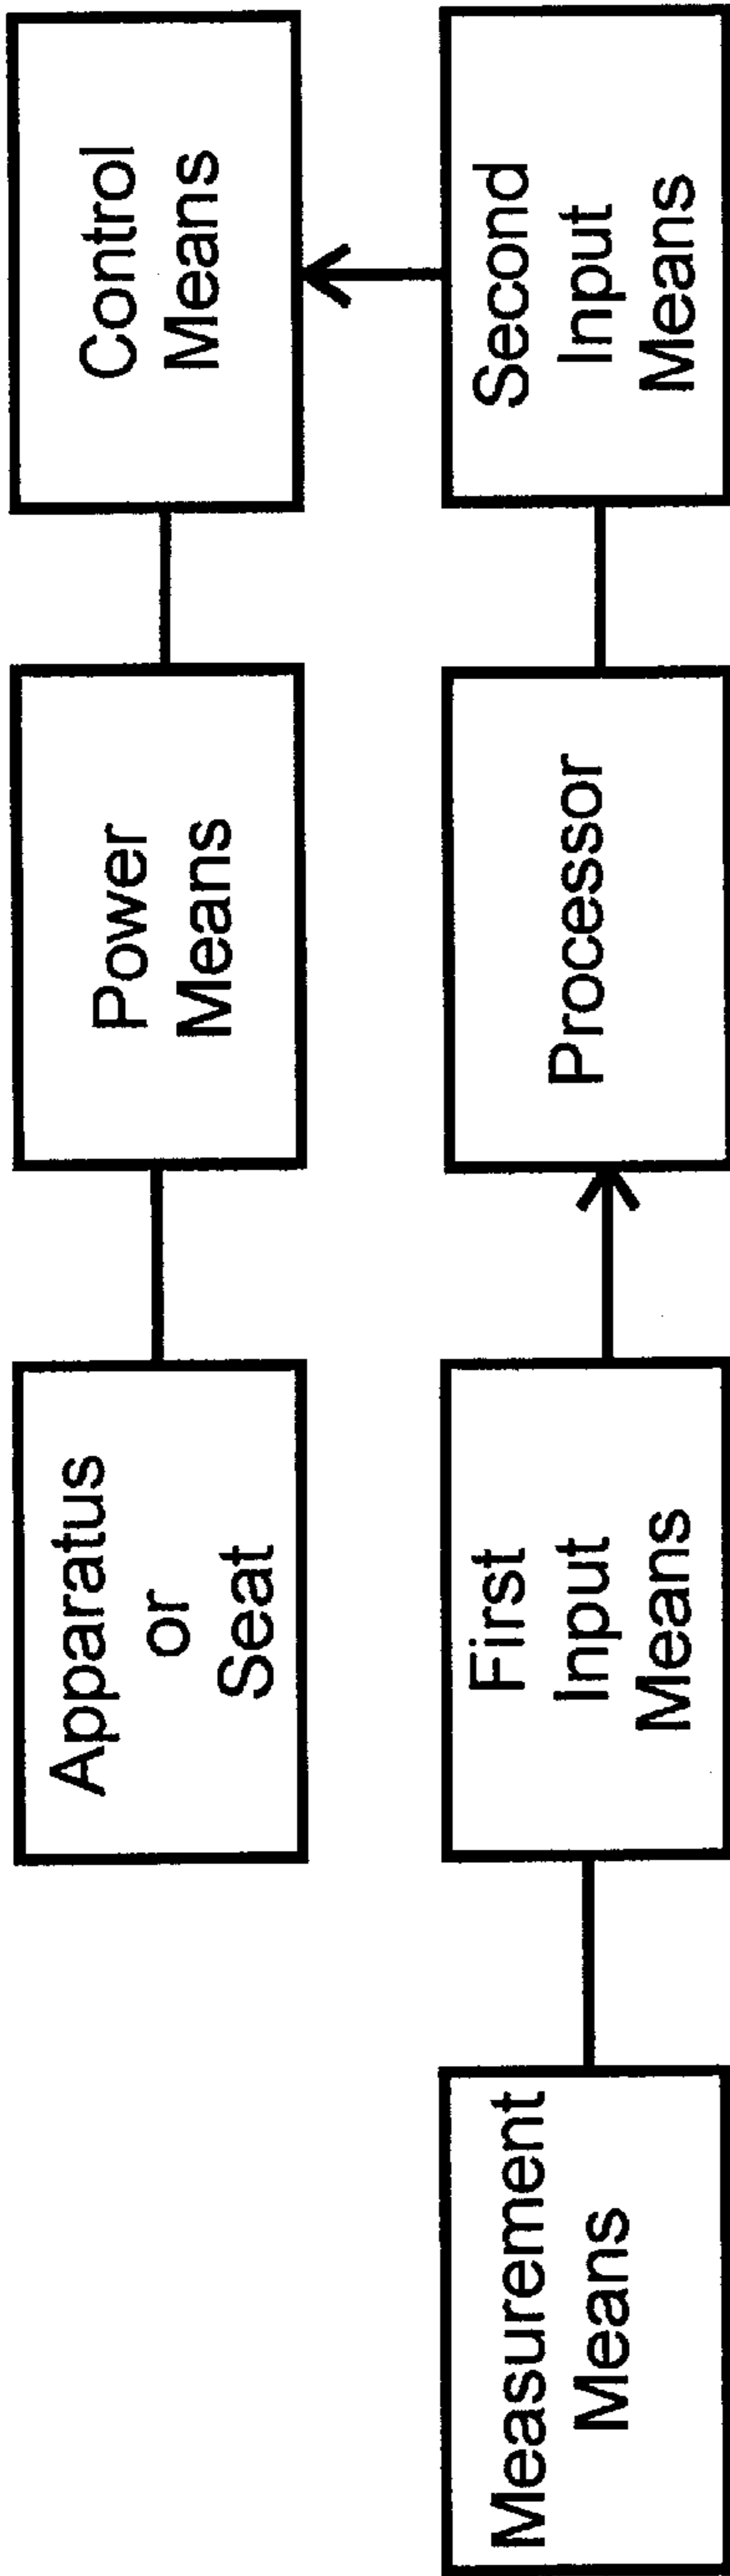 Apparatus
or
Seat
Power
Means
Control
Means
Measurement
Means
First
Input
Means
Processor
Second
Input
Means